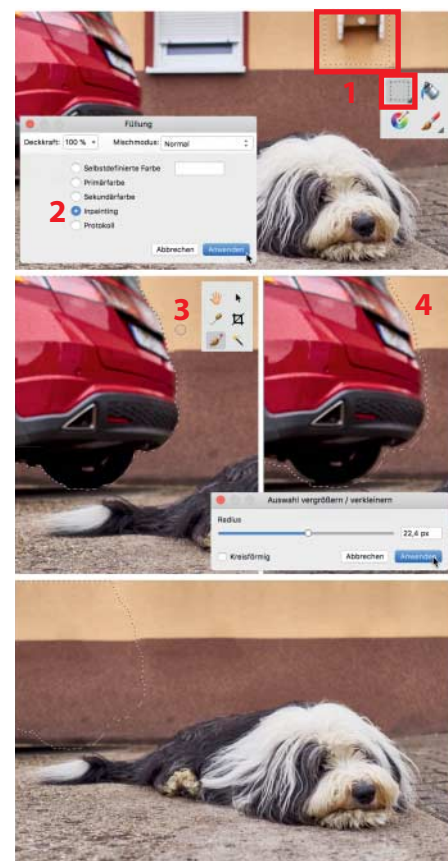 1
Füllung
Deckkraft: 100 % Mischmodus: Normal
Selbstdefinierte Farbe
Primärfarbe
Sekundärfarbe
2
Inpainting
Protokoll
Abbrechen Anwenden
3
4
Auswahl vergrößern / verkleinern
Radius
22,4 px
Kreisförmig Abbrechen Anwenden